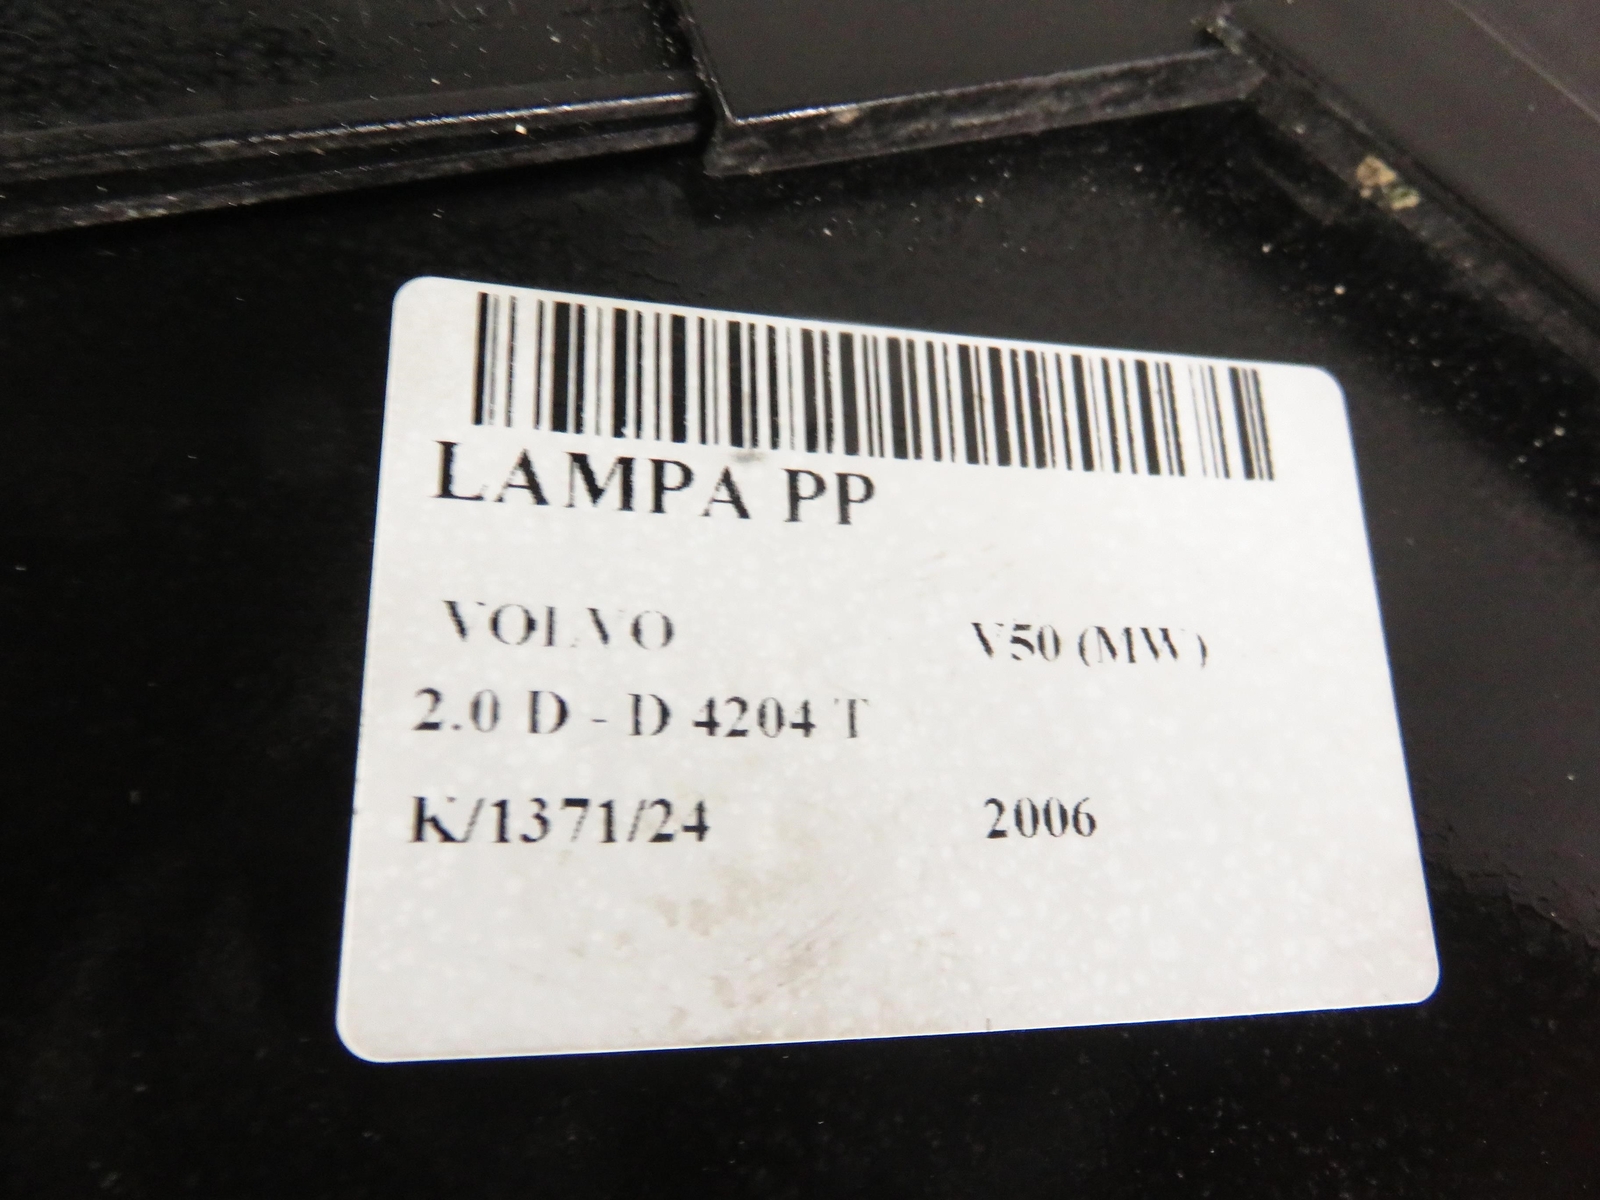 LAMPA PP
VOLVO V50 (MW)
2.0 D - D 4204 T
K/1371/24 2006